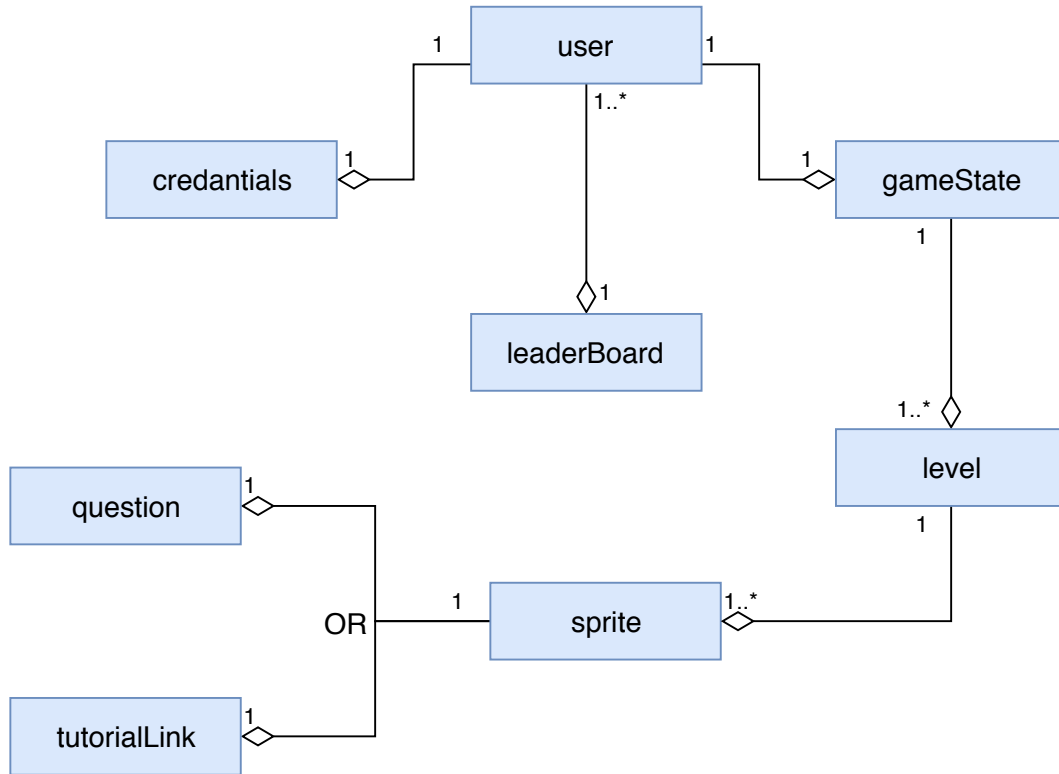 user
1
1
1..*
credantials
1
gameState
1
1
leaderBoard
1
1..*
level
1
question
1
sprite
1..*
1
OR
tutorialLink
1